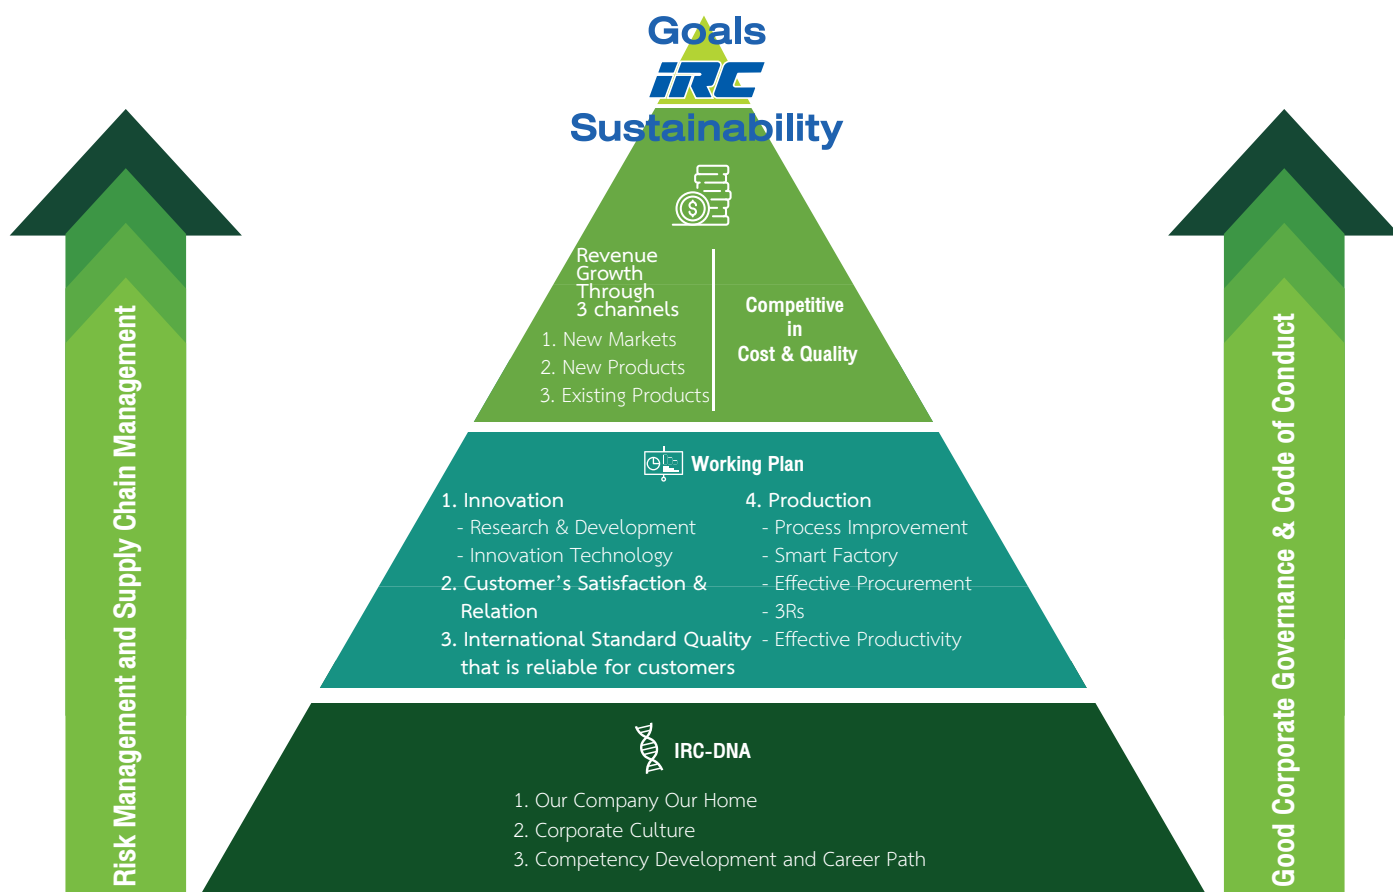 Goals
iRC
Sustainability
$
Revenue
Growth
Through
3 channels
1. New Markets
2. New Products
3. Existing Products
Competitive
in
Cost & Quality
Working Plan
1. Innovation
- Research & Development
- Innovation Technology
2. Customer's Satisfaction &
Relation
3. International Standard Quality
that is reliable for customers
4. Production
- Process Improvement
- Smart Factory
- Effective Procurement
- 3Rs
- Effective Productivity
IRC-DNA
1. Our Company Our Home
2. Corporate Culture
3. Competency Development and Career Path
Risk Management and Supply Chain Management
Good Corporate Governance & Code of Conduct